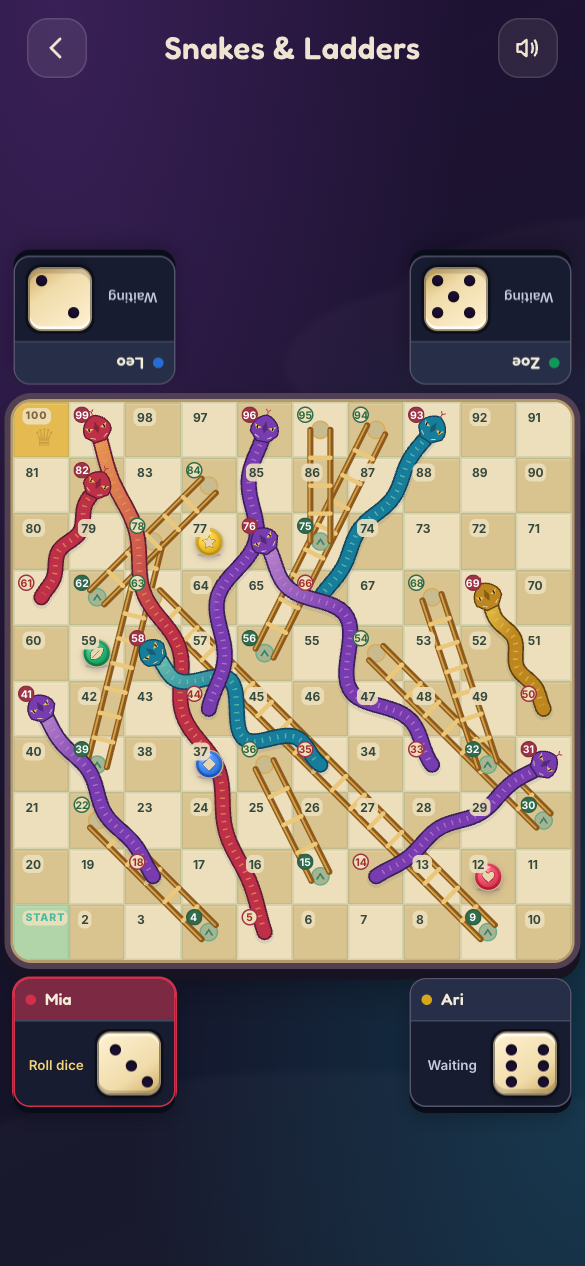 Snakes & Ladders
Waiting
Leo
Waiting
Zoe
100 99 98 97 96 95 94 93 92 91
81 82 83 84 85 86 87 88 89 90
80 79 78 77 76 75 74 73 72 71
61 62 63 64 65 66 67 68 69 70
60 59 58 57 56 55 54 53 52 51
41 42 43 44 45 46 47 48 49 50
40 39 38 37 36 35 34 33 32 31
21 22 23 24 25 26 27 28 29 30
20 19 18 17 16 15 14 13 12 11
START 2 3 4 5 6 7 8 9 10
Mia
Roll dice
Ari
Waiting